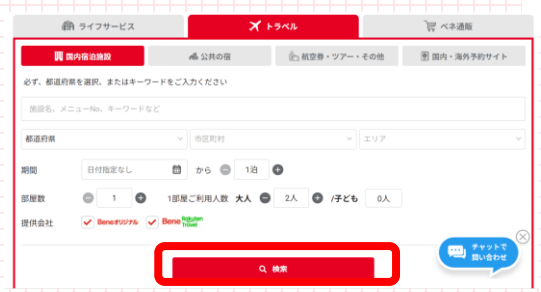 ライフサービス
トラベル
ベネ通販
国内宿泊施設
公共の宿
航空券・ツアー・その他
国内・海外予約サイト
必ず、都道府県を選択、またはキーワードをご入力ください
施設名、メニューNo、キーワードなど
都道府県
市区町村
エリア
期間
日付指定なし
から
1泊
部屋数
1
1部屋ご利用人数 大人
2人
/子ども
0人
提供会社
Beneオリジナル
Bene Rakuten Travel
チャットで
問い合わせ
検索